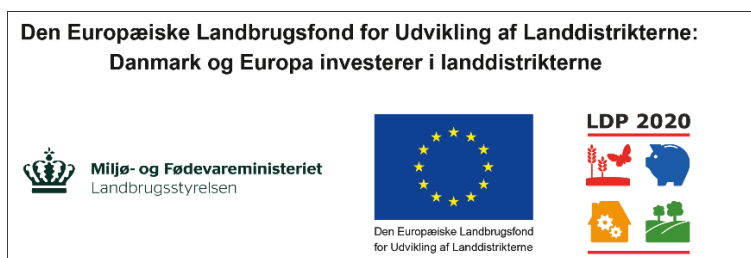 Den Europæiske Landbrugsfond for Udvikling af Landdistrikterne:
Danmark og Europa investerer i landdistrikterne
LDP 2020
Miljø- og Fødevareministeriet
Landbrugsstyrelsen
Den Europæiske Landbrugsfond
for Udvikling af Landdistrikterne